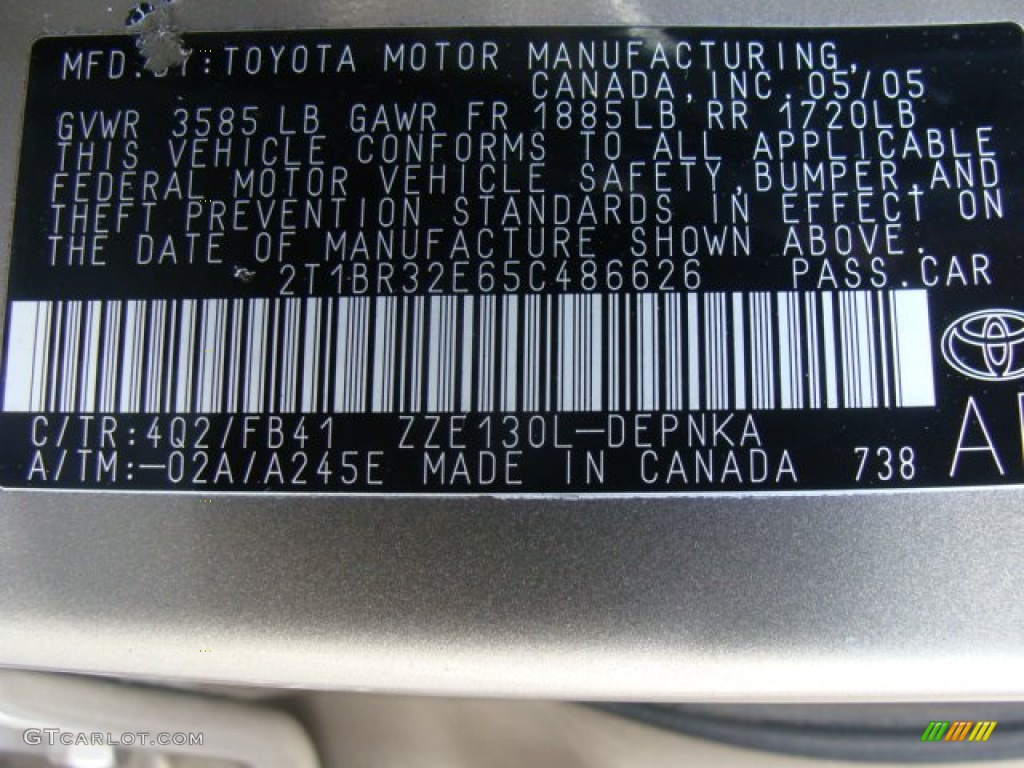 MFD. BY: TOYOTA MOTOR MANUFACTURING,
CANADA, INC. 05/05
GVWR 3585 LB GAWR FR 1885LB RR 1720LB
THIS VEHICLE CONFORMS TO ALL APPLICABLE
FEDERAL MOTOR VEHICLE SAFETY, BUMPER, AND
THEFT PREVENTION STANDARDS IN EFFECT ON
THE DATE OF MANUFACTURE SHOWN ABOVE.
2T1BR32E65C486626 PASS. CAR
C/TR: 4Q2/FB41 ZZE130L-DEPNKA
A/TM: -02A/A245E MADE IN CANADA 738
GTcarlot.com